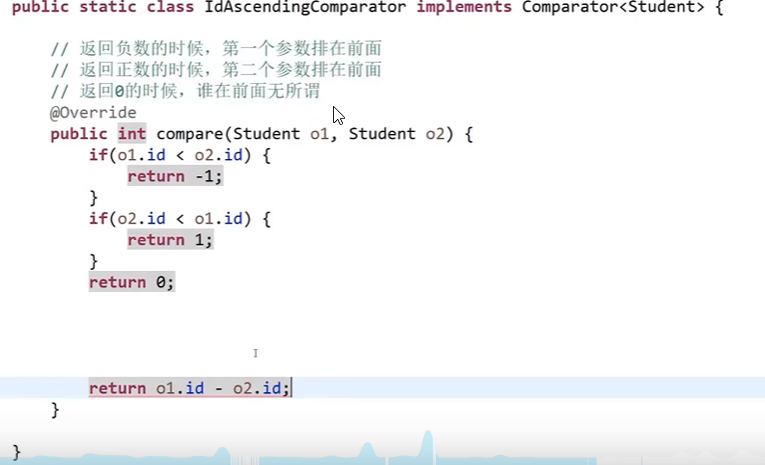 public static class IdAscendingComparator implements Comparator<Student> {
// 返回负数的时候，第一个参数排在前面
// 返回正数的时候，第二个参数排在前面
// 返回0的时候，谁在前面无所谓
@Override
public int compare(Student o1, Student o2) {
if(o1.id < o2.id) {
return -1;
}
if(o2.id < o1.id) {
return 1;
}
return 0;
return o1.id - o2.id;
}
}